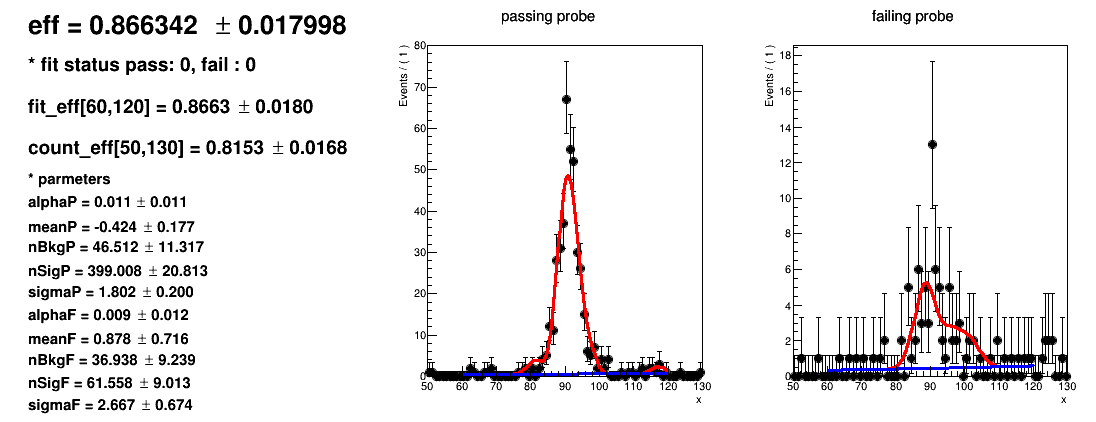 eff = 0.866342 ± 0.017998
* fit status pass: 0, fail : 0
fit_eff[60,120] = 0.8663 ± 0.0180
count_eff[50,130] = 0.8153 ± 0.0168
* parmeters
alphaP = 0.011 ± 0.011
meanP = -0.424 ± 0.177
nBkgP = 46.512 ± 11.317
nSigP = 399.008 ± 20.813
sigmaP = 1.802 ± 0.200
alphaF = 0.009 ± 0.012
meanF = 0.878 ± 0.716
nBkgF = 36.938 ± 9.239
nSigF = 61.558 ± 9.013
sigmaF = 2.667 ± 0.674
passing probe
Events / ( 1 )
80
70
60
50
40
30
20
10
0
50 60 70 80 90 100 110 120 130
x
failing probe
Events / ( 1 )
18
16
14
12
10
8
6
4
2
0
50 60 70 80 90 100 110 120 130
x